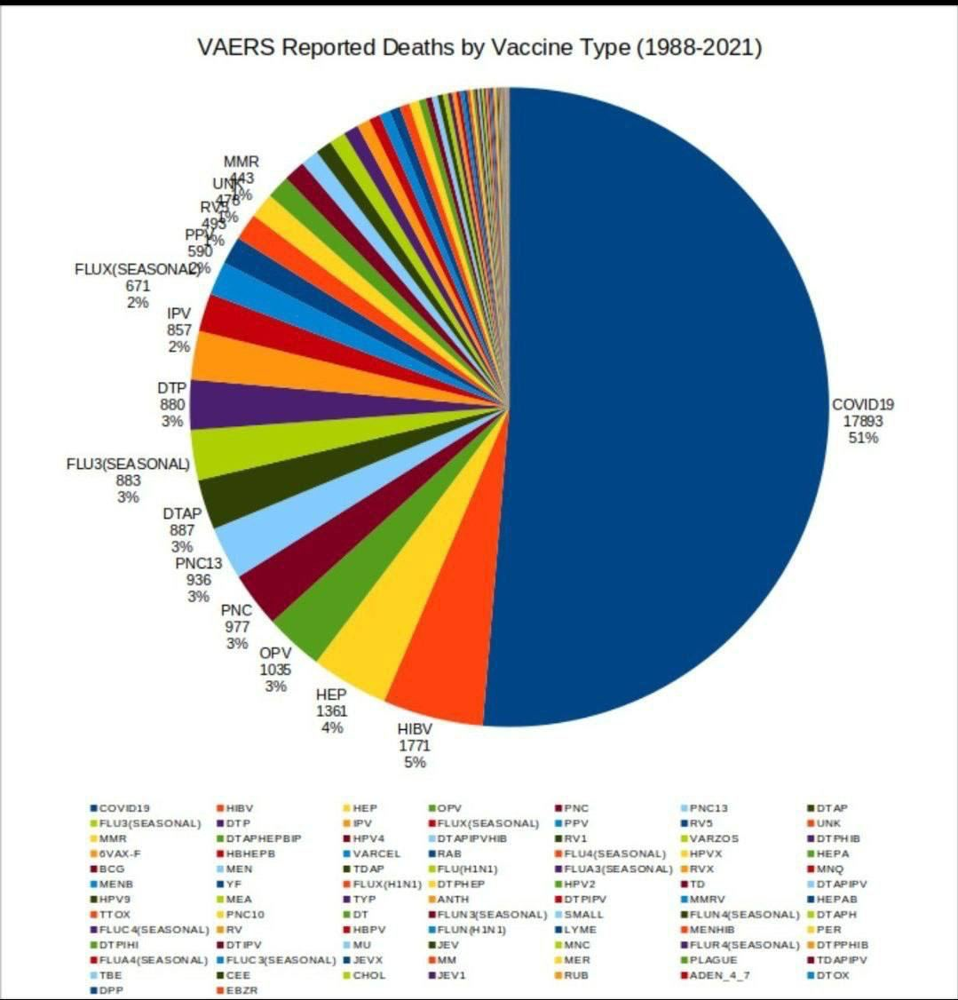 VAERS Reported Deaths by Vaccine Type (1988-2021)
MMR
443
1%
UNK
478
1%
RV5
493
1%
PPV
590
2%
FLUX(SEASONAL)
671
2%
IPV
857
2%
DTP
880
3%
FLU3(SEASONAL)
883
3%
DTAP
887
3%
PNC13
936
3%
PNC
977
3%
OPV
1035
3%
HEP
1361
4%
HIBV
1771
5%
COVID19
17893
51%
COVID19 HIBV HEP OPV PNC PNC13 DTAP
FLU3(SEASONAL) DTP IPV FLUX(SEASONAL) PPV RV5 UNK
MMR DTAPHEPBIP HPV4 DTAPIPVHIB RV1 VARZOS DTPHIB
6VAX-F HBHEPB VARCEL RAB FLU4(SEASONAL) HPVX HEPA
BCG MEN TDAP FLU(H1N1) FLUA3(SEASONAL) RVX MNQ
MENB YF FLUX(H1N1) DTPHEP HPV2 TD DTAPIPV
HPV9 MEA TYP ANTH DTPIPV MMRV HEPAB
TTOX PNC10 DT FLUN3(SEASONAL) SMALL FLUN4(SEASONAL) DTAPH
FLUC4(SEASONAL) RV HBPV FLUN(H1N1) LYME MENHIB PER
DTPIHI DTIPV MU JEV MNC FLUR4(SEASONAL) DTPPHIB
FLUA4(SEASONAL) FLUC3(SEASONAL) JEVX MM MER PLAGUE TDAPIPV
TBE CEE CHOL JEV1 RUB ADEN_4_7 DTOX
DPP EBZR